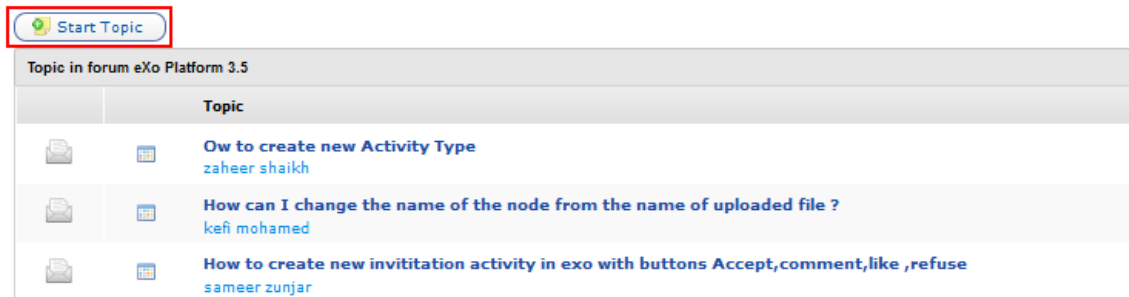 Start Topic
Topic in forum eXo Platform 3.5
Topic
Ow to create new Activity Type
zaheer shaikh
How can I change the name of the node from the name of uploaded file ?
kefi mohamed
How to create new invititation activity in exo with buttons Accept,comment,like ,refuse
sameer zunjar